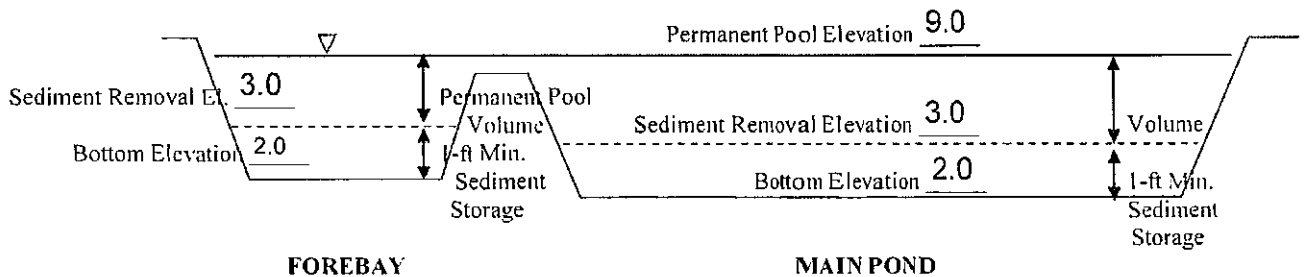 Permanent Pool Elevation 9.0
Sediment Removal El. 3.0
Permanent Pool
Volume
Bottom Elevation 2.0
1-ft Min.
Sediment
Storage
Sediment Removal Elevation 3.0
Volume
Bottom Elevation 2.0
1-ft Min.
Sediment
Storage
FOREBAY
MAIN POND